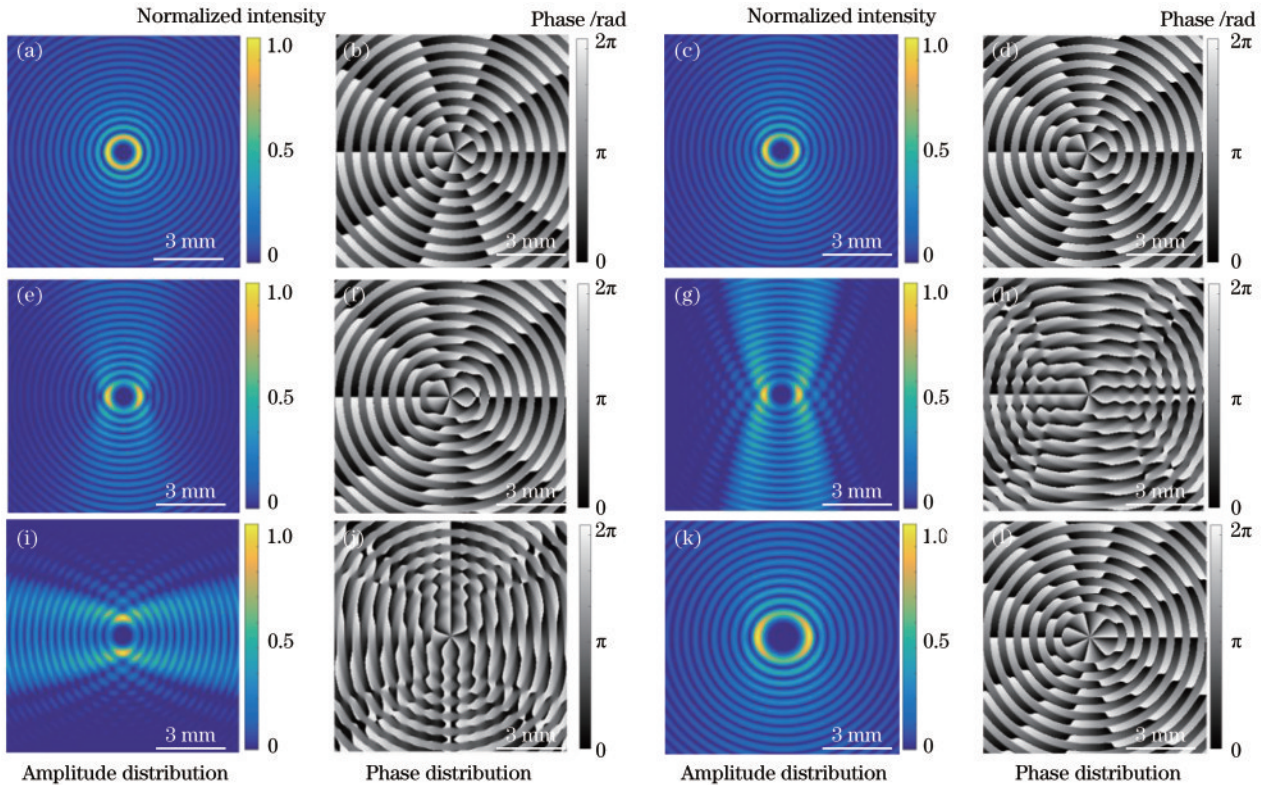 Normalized intensity Phase /rad Normalized intensity Phase /rad
(a) 1.0 (b) 2π (c) 1.0 (d) 2π
0.5 π 0.5 π
3 mm 3 mm 3 mm 3 mm
0 0 0 0
(e) 1.0 (f) 2π (g) 1.0 (h) 2π
0.5 π 0.5 π
3 mm 3 mm 3 mm 3 mm
0 0 0 0
(i) 1.0 (j) 2π (k) 1.0 (l) 2π
0.5 π 0.5 π
3 mm 3 mm 3 mm 3 mm
0 0 0 0
Amplitude distribution Phase distribution Amplitude distribution Phase distribution